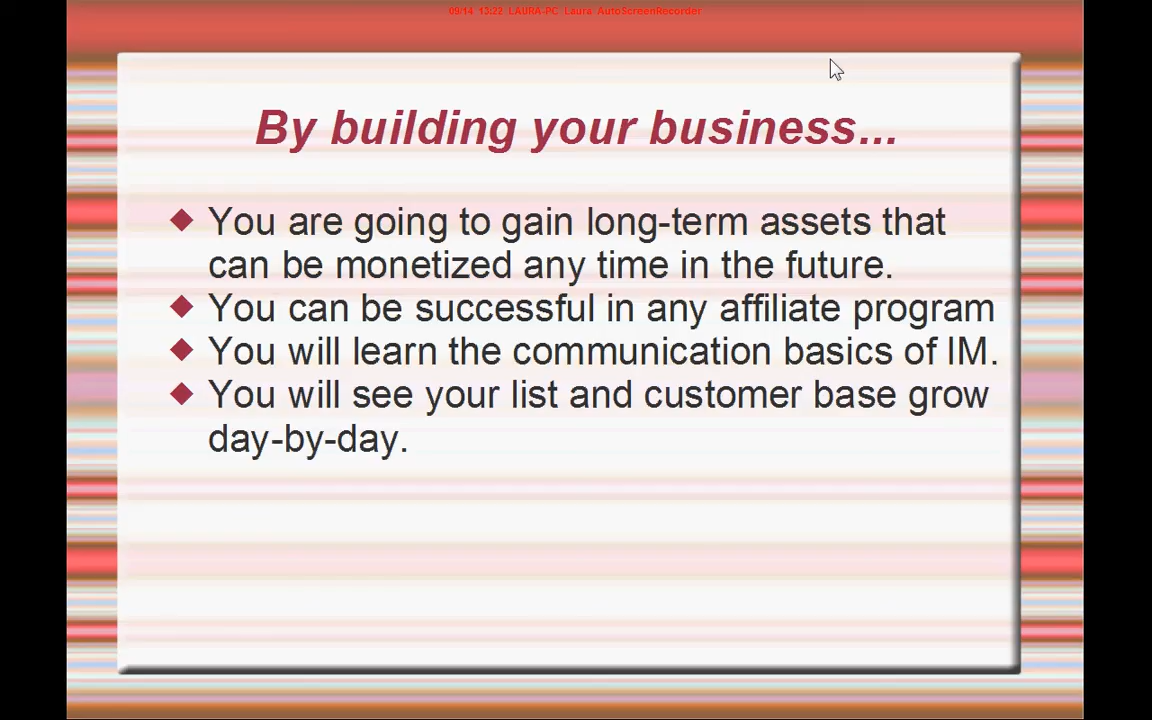 09/14 13:22 LAURA-PC Laura AutoScreenRecorder
By building your business...
You are going to gain long-term assets that
can be monetized any time in the future.
You can be successful in any affiliate program
You will learn the communication basics of IM.
You will see your list and customer base grow
day-by-day.